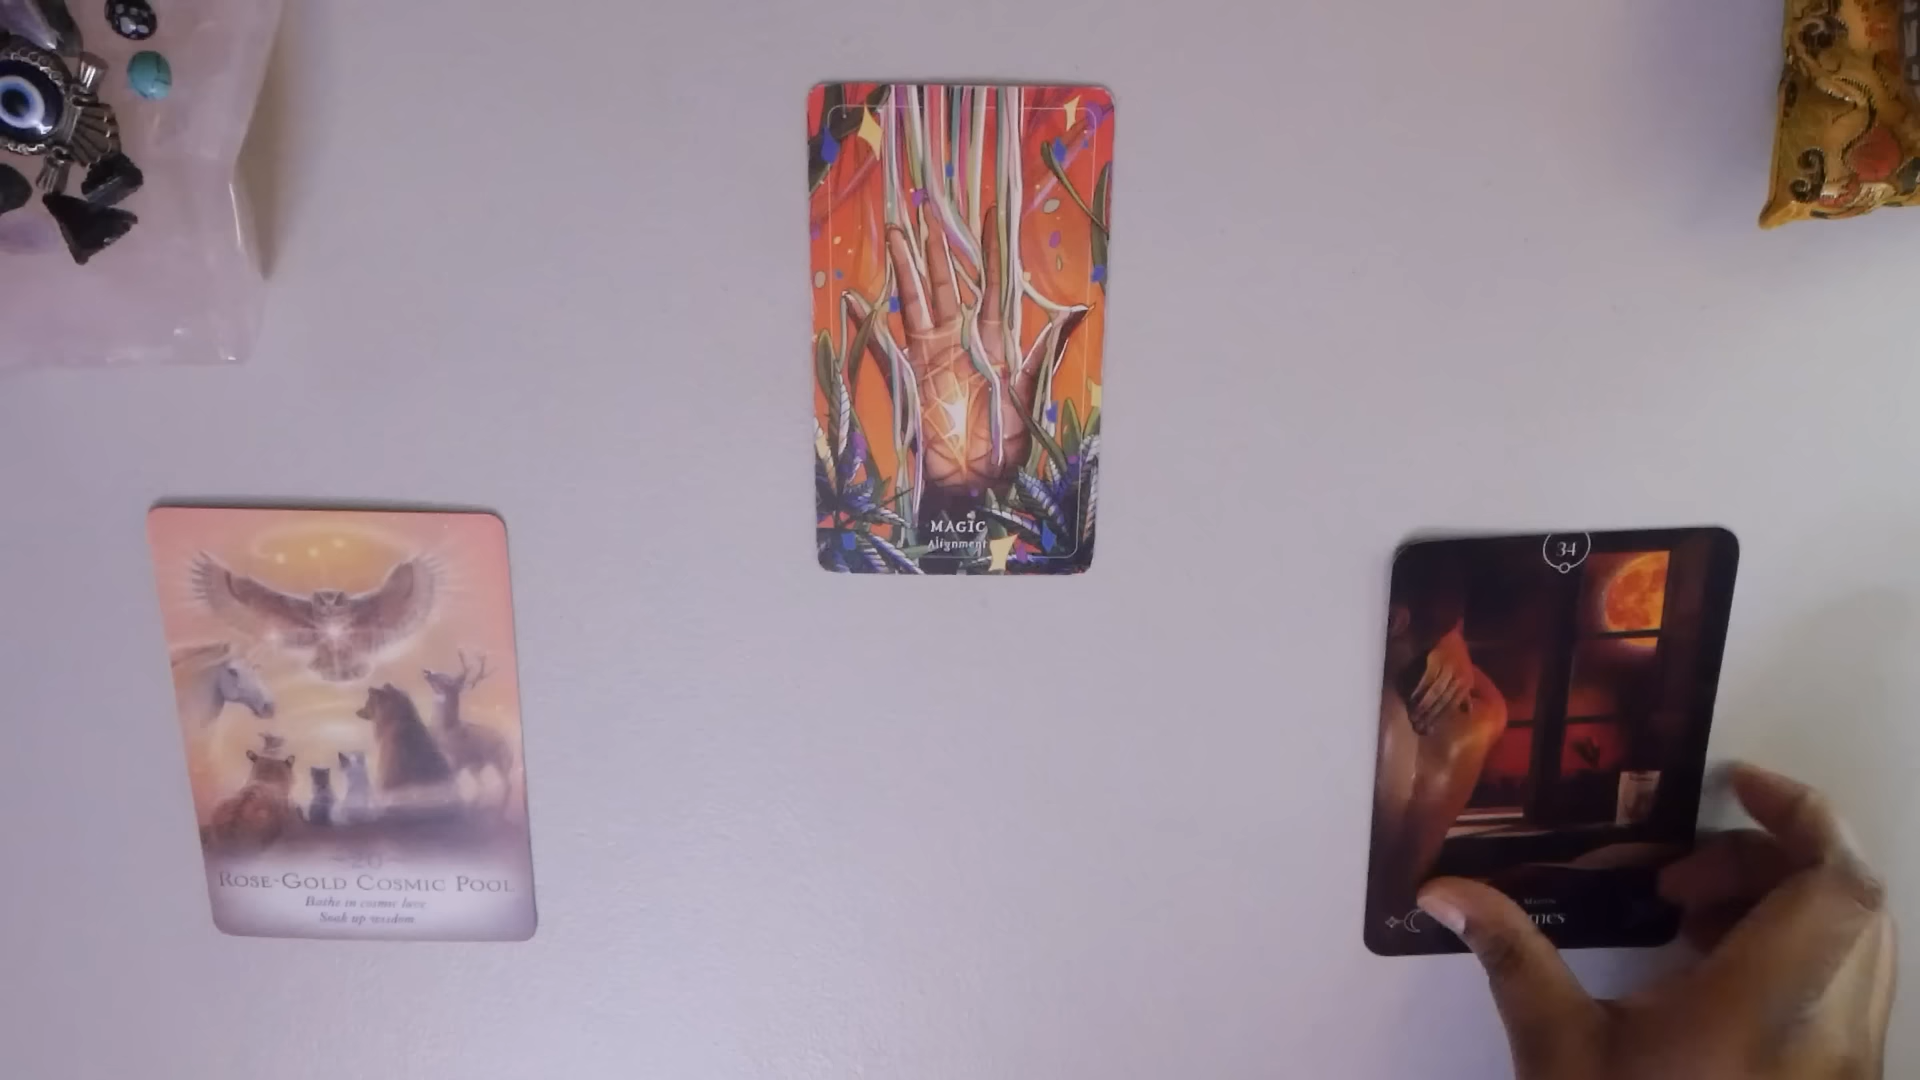 MAGIC
Alignment
~20~
ROSE-GOLD COSMIC POOL
Bathe in cosmic love
Soak up wisdom
34